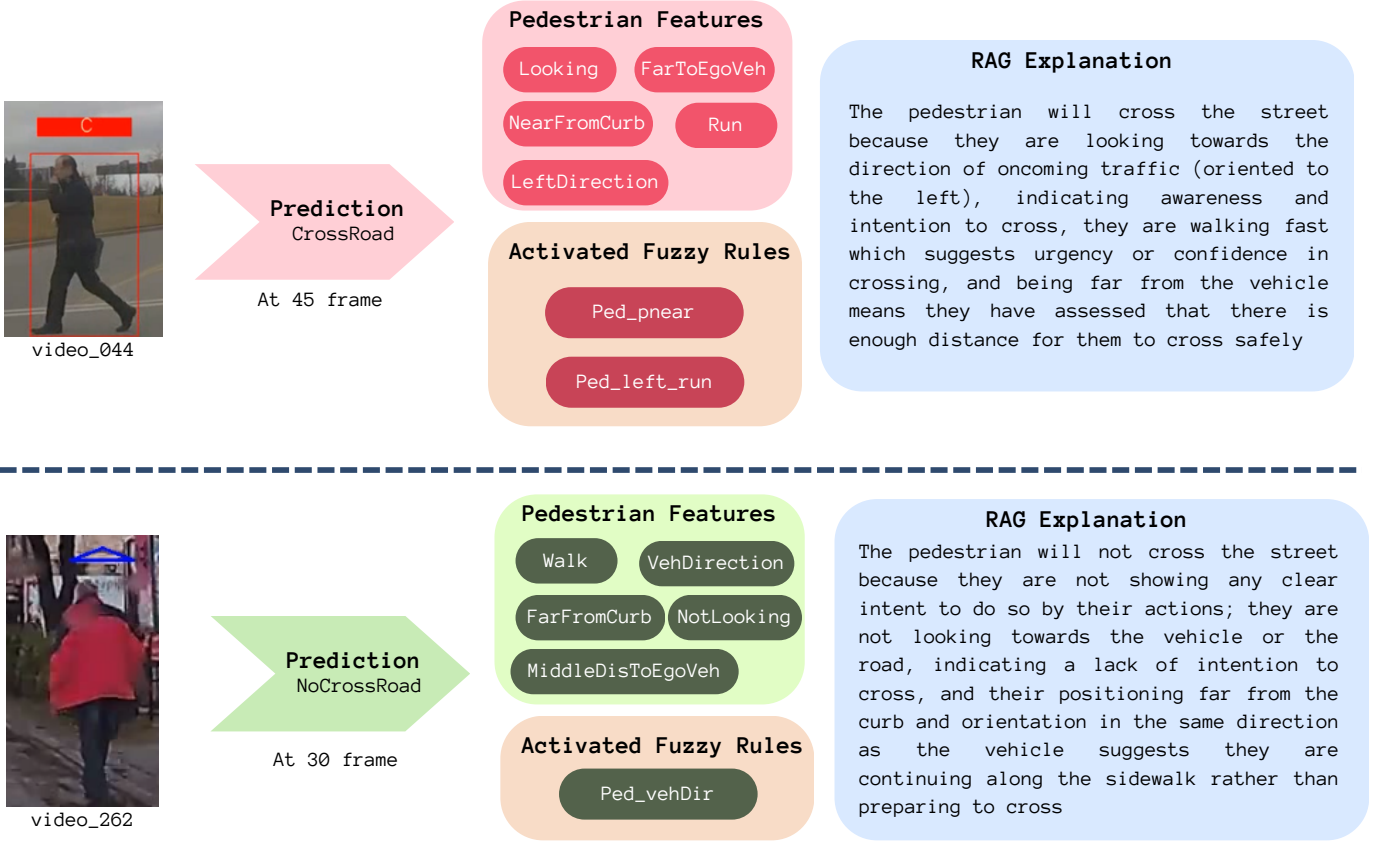 Pedestrian Features
Looking
FarToEgoVeh
NearFromCurb
Run
LeftDirection
C
video_044
Prediction
CrossRoad
At 45 frame
Activated Fuzzy Rules
Ped_pnear
Ped_left_run
RAG Explanation
The pedestrian will cross the street
because they are looking towards the
direction of oncoming traffic (oriented to
the left), indicating awareness and
intention to cross, they are walking fast
which suggests urgency or confidence in
crossing, and being far from the vehicle
means they have assessed that there is
enough distance for them to cross safely
video_262
Prediction
NoCrossRoad
At 30 frame
Pedestrian Features
Walk
VehDirection
FarFromCurb
NotLooking
MiddleDisToEgoVeh
Activated Fuzzy Rules
Ped_vehDir
RAG Explanation
The pedestrian will not cross the street
because they are not showing any clear
intent to do so by their actions; they are
not looking towards the vehicle or the
road, indicating a lack of intention to
cross, and their positioning far from the
curb and orientation in the same direction
as the vehicle suggests they are
continuing along the sidewalk rather than
preparing to cross